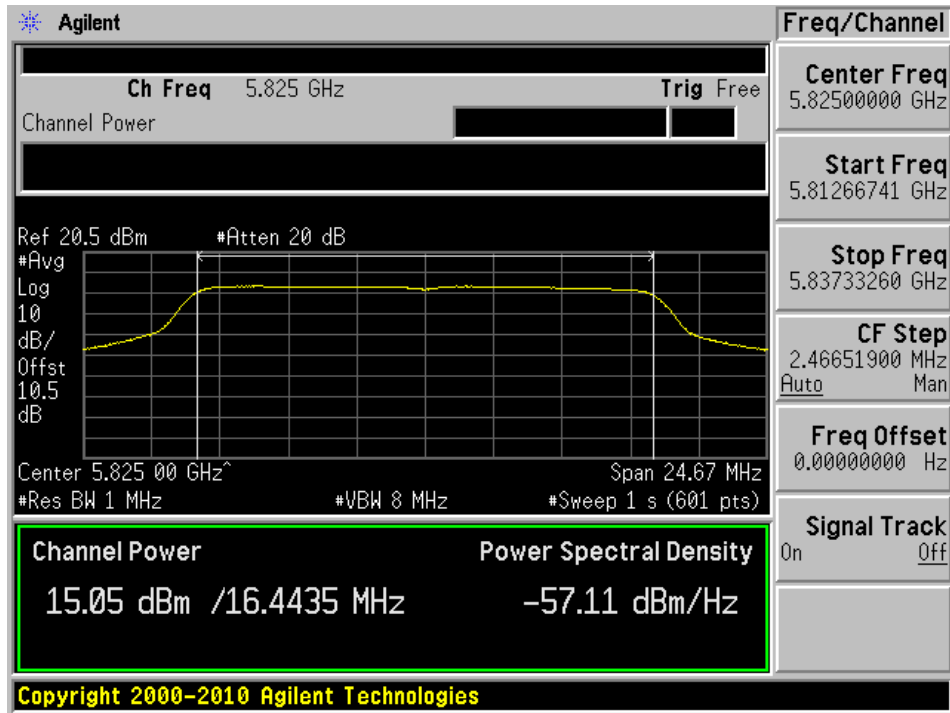 Agilent
Freq/Channel
Ch Freq 5.825 GHz Trig Free
Channel Power
Ref 20.5 dBm #Atten 20 dB
#Avg
Log
10
dB/
Offst
10.5
dB
Center 5.825 00 GHz^ Span 24.67 MHz
#Res BW 1 MHz #VBW 8 MHz #Sweep 1 s (601 pts)
Channel Power Power Spectral Density
15.05 dBm /16.4435 MHz -57.11 dBm/Hz
Copyright 2000-2010 Agilent Technologies
Center Freq
5.82500000 GHz
Start Freq
5.81266741 GHz
Stop Freq
5.83733260 GHz
CF Step
2.46651900 MHz
Auto Man
Freq Offset
0.00000000 Hz
Signal Track
On Off